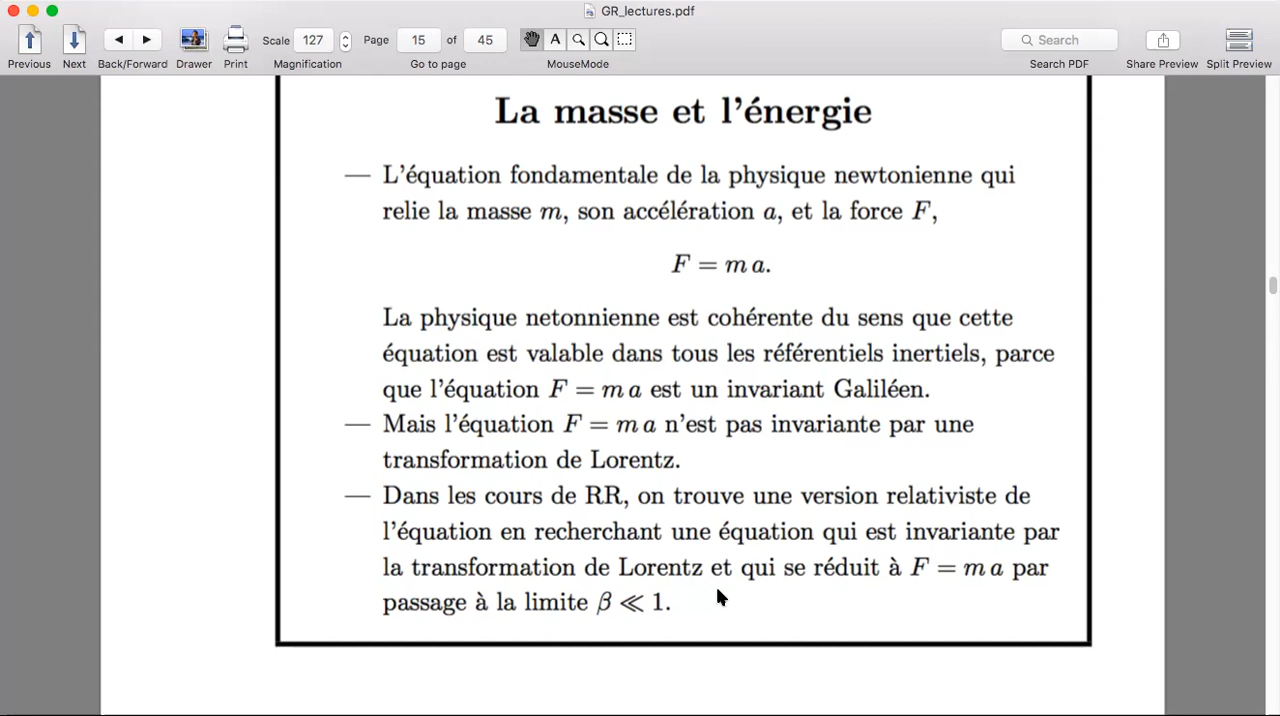 GR_lectures.pdf
Scale 127 Page 15 of 45 A Search
Previous Next Back/Forward Drawer Print Magnification Go to page MouseMode Search PDF Share Preview Split Preview
La masse et l'énergie
— L'équation fondamentale de la physique newtonienne qui
relie la masse m, son accélération a, et la force F,
F = m a.
La physique netonnienne est cohérente du sens que cette
équation est valable dans tous les référentiels inertiels, parce
que l'équation F = m a est un invariant Galiléen.
— Mais l'équation F = m a n'est pas invariante par une
transformation de Lorentz.
— Dans les cours de RR, on trouve une version relativiste de
l'équation en recherchant une équation qui est invariante par
la transformation de Lorentz et qui se réduit à F = m a par
passage à la limite β ≪ 1.